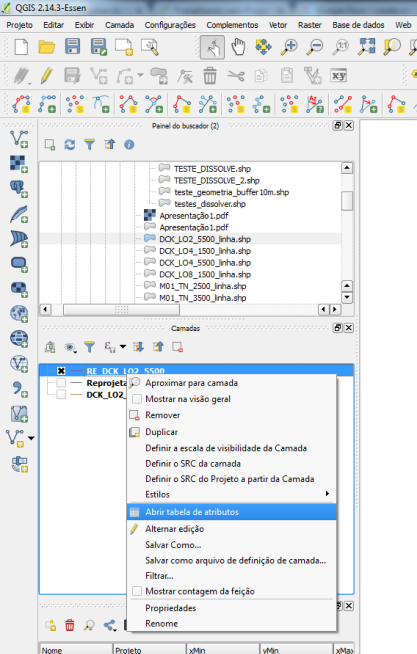 QGIS 2.14.3-Essen
Projeto Editar Exibir Camada Configurações Complementos Vetor Raster Base de dados Web
Painel do buscador (2)
TESTE_DISSOLVE.shp
TESTE_DISSOLVE_2.shp
teste_geometria_buffer10m.shp
testes_dissolver.shp
Apresentação1.pdf
Apresentação1.pdf
DCK_LO2_5500_linha.shp
DCK_LO4_1500_linha.shp
DCK_LO4_5500_linha.shp
DCK_LO8_1500_linha.shp
M01_TN_2500_linha.shp
M01_TN_3500_linha.shp
Camadas
RE_DCK_LO2_5500
Reprojeta
DCK_LO2_
Aproximar para camada
Mostrar na visão geral
Remover
Duplicar
Definir a escala de visibilidade da Camada
Definir o SRC da camada
Definir o SRC do Projeto a partir da Camada
Estilos
Abrir tabela de atributos
Alternar edição
Salvar Como...
Salvar como arquivo de definição de camada...
Filtrar...
Mostrar contagem da feição
Propriedades
Renome
Nome Projeto xMin yMin xMa